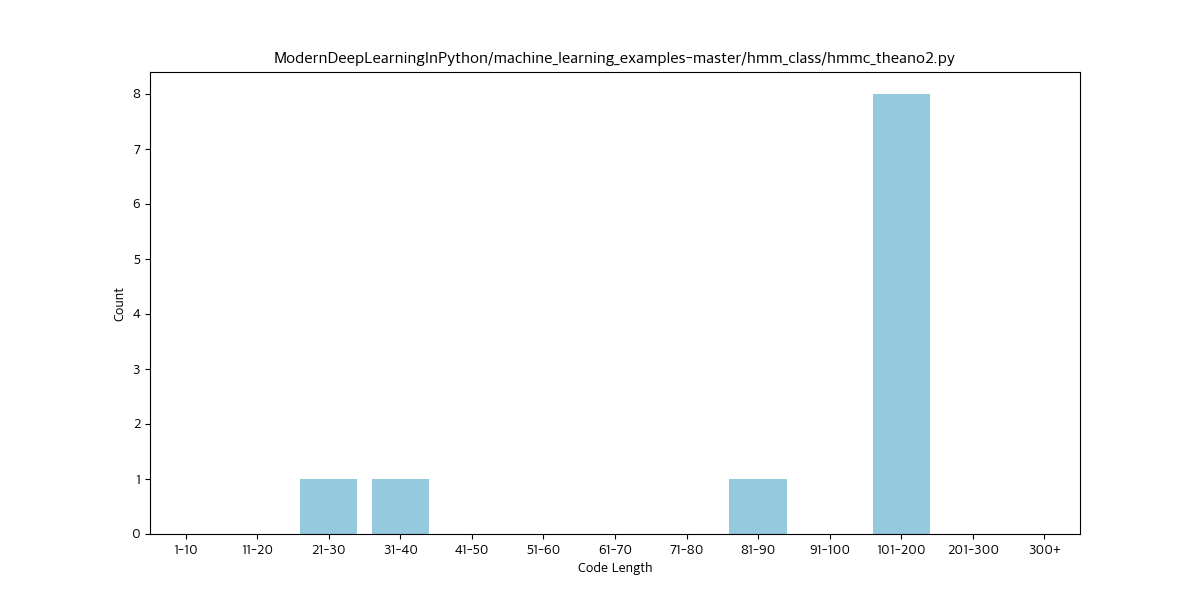 ModernDeepLearningInPython/machine_learning_examples-master/hmm_class/hmmc_theano2.py
8
7
6
5
4
3
2
1
0
Count
1-10 11-20 21-30 31-40 41-50 51-60 61-70 71-80 81-90 91-100 101-200 201-300 300+
Code Length